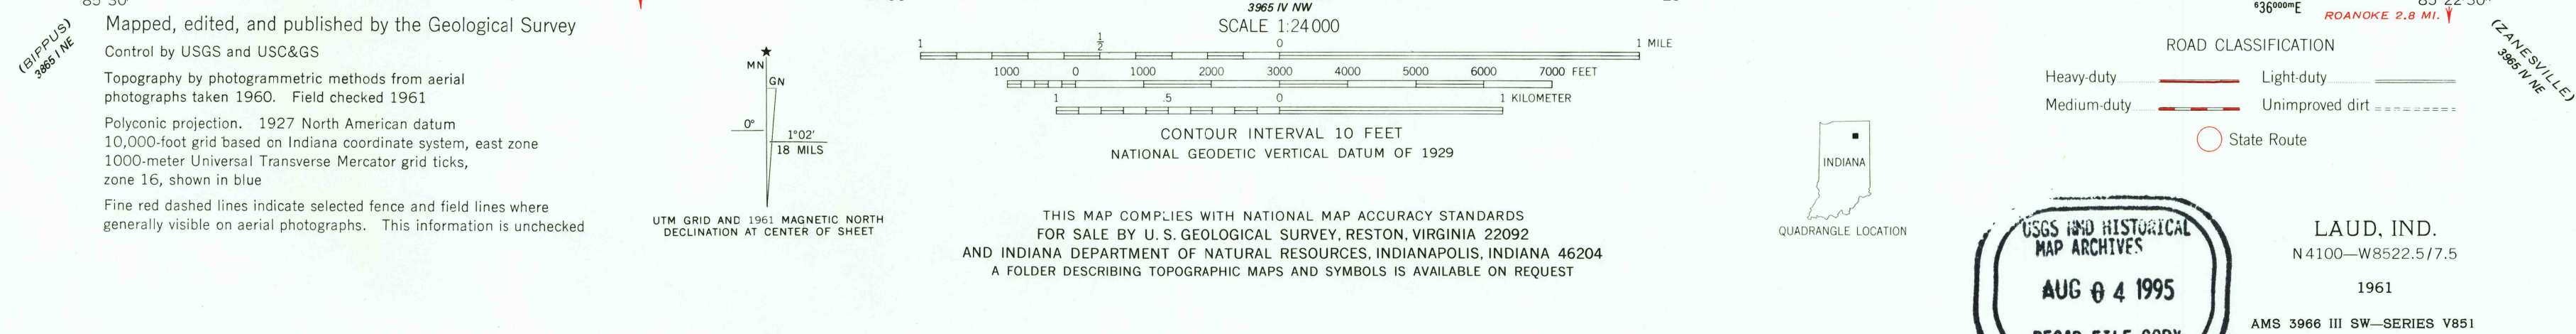 85°30'
(BIPPUS)
3865 I NE
Mapped, edited, and published by the Geological Survey
Control by USGS and USC&GS
Topography by photogrammetric methods from aerial
photographs taken 1960. Field checked 1961
Polyconic projection. 1927 North American datum
10,000-foot grid based on Indiana coordinate system, east zone
1000-meter Universal Transverse Mercator grid ticks,
zone 16, shown in blue
Fine red dashed lines indicate selected fence and field lines where
generally visible on aerial photographs. This information is unchecked
★
MN
GN
0°
1°02'
18 MILS
UTM GRID AND 1961 MAGNETIC NORTH
DECLINATION AT CENTER OF SHEET
3965 IV NW
SCALE 1:24000
1 ½ 0 1 MILE
1000 0 1000 2000 3000 4000 5000 6000 7000 FEET
1 .5 0 1 KILOMETER
CONTOUR INTERVAL 10 FEET
NATIONAL GEODETIC VERTICAL DATUM OF 1929
THIS MAP COMPLIES WITH NATIONAL MAP ACCURACY STANDARDS
FOR SALE BY U. S. GEOLOGICAL SURVEY, RESTON, VIRGINIA 22092
AND INDIANA DEPARTMENT OF NATURAL RESOURCES, INDIANAPOLIS, INDIANA 46204
A FOLDER DESCRIBING TOPOGRAPHIC MAPS AND SYMBOLS IS AVAILABLE ON REQUEST
INDIANA
QUADRANGLE LOCATION
⁶36⁰⁰⁰ᵐE
85°22'30"
ROANOKE 2.8 MI.
(ZANESVILLE)
3965 IV NE
ROAD CLASSIFICATION
Heavy-duty Light-duty
Medium-duty Unimproved dirt
State Route
USGS AND HISTORICAL
MAP ARCHIVES
AUG 04 1995
LAUD, IND.
N4100—W8522.5/7.5
1961
AMS 3966 III SW—SERIES V851